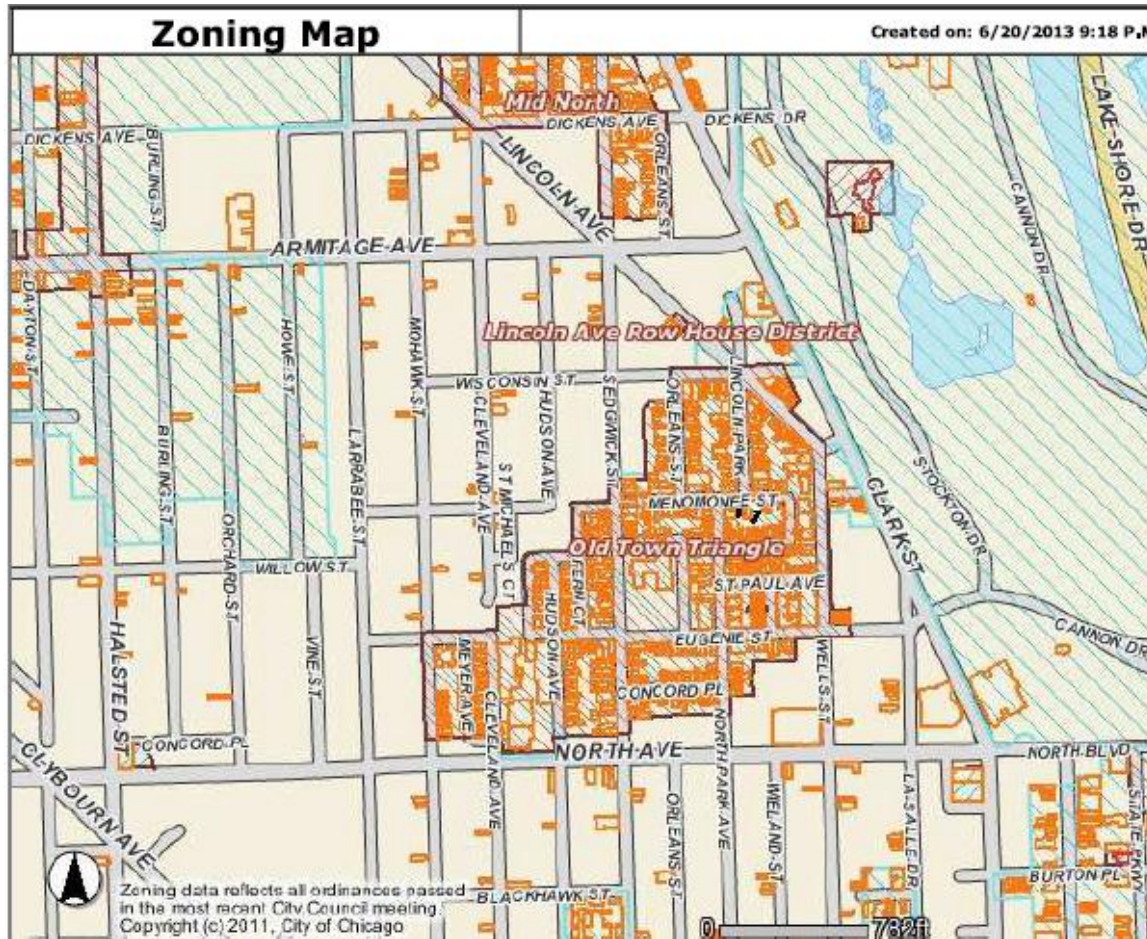 Zoning Map
Created on: 6/20/2013 9:18 P.M
Mid North
DICKENS AVE
DICKENS AVE
DICKENS DR
BURLING ST
LINCOLN AVE
ORLEANS ST
CANNON DR
LAKE SHORE DR
ARMITAGE AVE
DAYTON ST
HOWE ST
MOHAWK ST
Lincoln Ave Row House District
WISCONSIN ST
LARRABEE ST
CLEVELAND AVE
HUDSON AVE
SEDGWICK ST
ORLEANS ST
LINCOLN PARK
BURLING ST
ORCHARD ST
ST MICHAELS CT
MENOMONEE ST
CLARK ST
STOCKTON DR
Old Town Triangle
WILLOW ST
FERN CT
ST PAUL AVE
HALSTED ST
VINE ST
HUDSON AVE
EUGENIE ST
CANNON DR
MEYER AVE
CLEVELAND AVE
CONCORD PL
WELLS ST
CONCORD PL
NORTH AVE
NORTH PARK AVE
NORTH BLVD
CLYBOURN AVE
ORLEANS ST
WIELAND ST
LA SALLE DR
STATE PKWY
BURTON PL
BLACKHAWK ST
Zoning data reflects all ordinances passed
in the most recent City Council meeting.
Copyright (c) 2011, City of Chicago
0 782ft